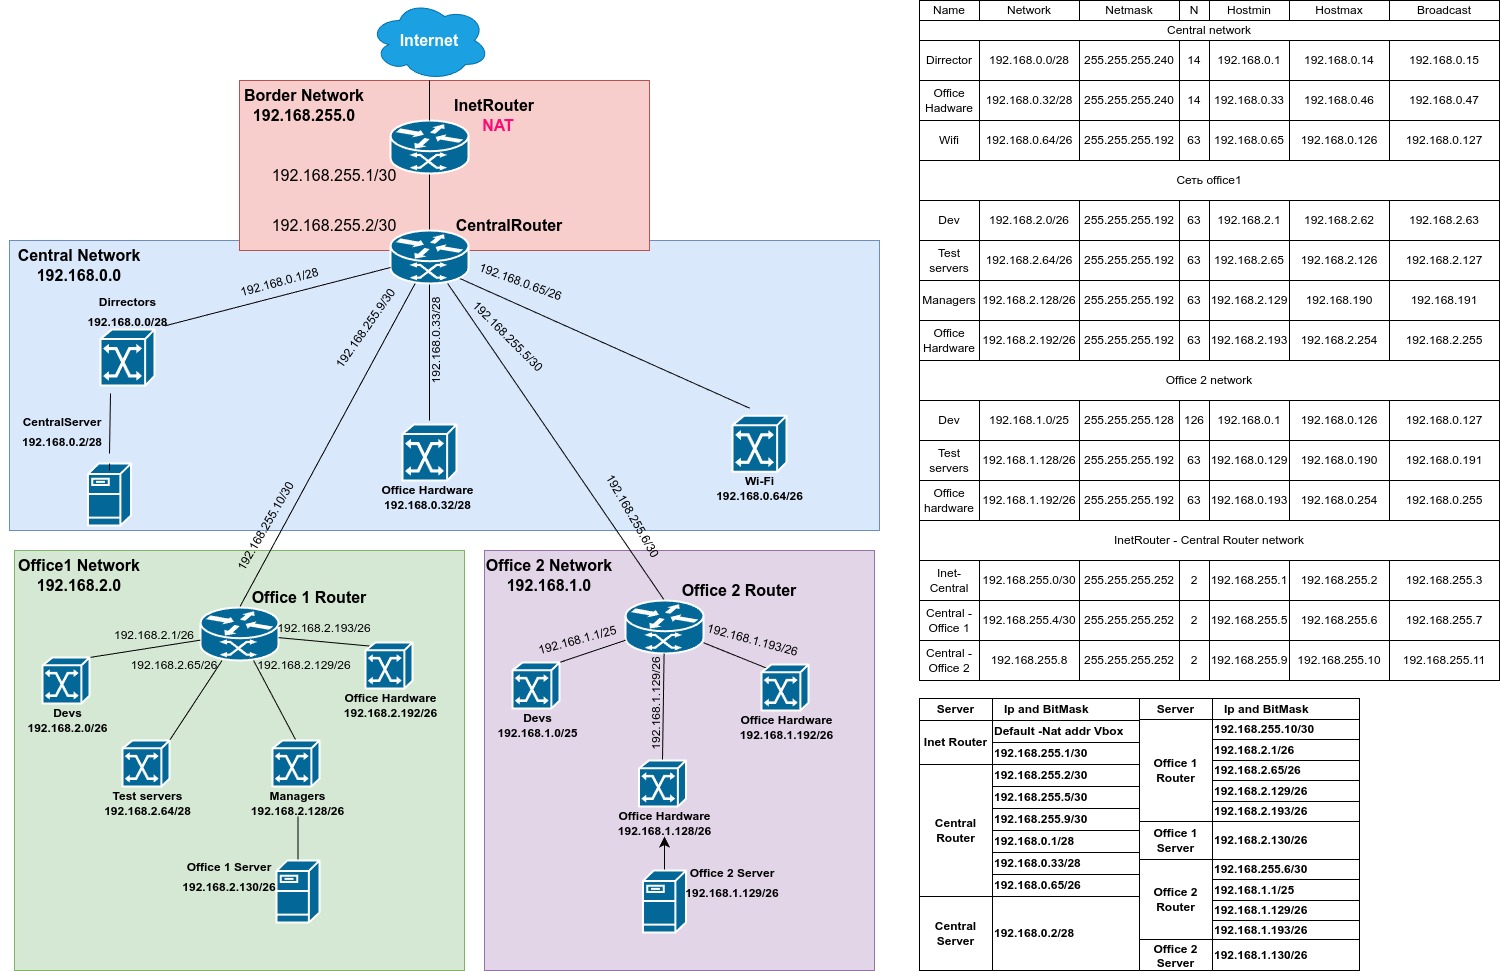 Internet
Border Network
192.168.255.0
InetRouter
NAT
192.168.255.1/30
192.168.255.2/30
CentralRouter
Central Network
192.168.0.0
192.168.0.1/28
192.168.255.9/30
192.168.0.33/28
192.168.255.5/30
192.168.0.65/26
Dirrectors
192.168.0.0/28
CentralServer
192.168.0.2/28
Office Hardware
192.168.0.32/28
Wi-Fi
192.168.0.64/26
192.168.255.10/30
192.168.255.6/30
Office1 Network
192.168.2.0
Office 1 Router
192.168.2.1/26
192.168.2.193/26
192.168.2.65/26
192.168.2.129/26
Devs
192.168.2.0/26
Office Hardware
192.168.2.192/26
Test servers
192.168.2.64/28
Managers
192.168.2.128/26
Office 1 Server
192.168.2.130/26
Office 2 Network
192.168.1.0
Office 2 Router
192.168.1.1/25
192.168.1.129/26
192.168.1.193/26
Devs
192.168.1.0/25
Office Hardware
192.168.1.192/26
Office Hardware
192.168.1.128/26
Office 2 Server
192.168.1.129/26
Name Network Netmask N Hostmin Hostmax Broadcast
Central network
Dirrector 192.168.0.0/28 255.255.255.240 14 192.168.0.1 192.168.0.14 192.168.0.15
Office
Hadware 192.168.0.32/28 255.255.255.240 14 192.168.0.33 192.168.0.46 192.168.0.47
Wifi 192.168.0.64/26 255.255.255.192 63 192.168.0.65 192.168.0.126 192.168.0.127
Сеть office1
Dev 192.168.2.0/26 255.255.255.192 63 192.168.2.1 192.168.2.62 192.168.2.63
Test
servers 192.168.2.64/26 255.255.255.192 63 192.168.2.65 192.168.2.126 192.168.2.127
Managers 192.168.2.128/26 255.255.255.192 63 192.168.2.129 192.168.190 192.168.191
Office
Hardware 192.168.2.192/26 255.255.255.192 63 192.168.2.193 192.168.2.254 192.168.2.255
Office 2 network
Dev 192.168.1.0/25 255.255.255.128 126 192.168.0.1 192.168.0.126 192.168.0.127
Test
servers 192.168.1.128/26 255.255.255.192 63 192.168.0.129 192.168.0.190 192.168.0.191
Office
hardware 192.168.1.192/26 255.255.255.192 63 192.168.0.193 192.168.0.254 192.168.0.255
InetRouter - Central Router network
Inet-
Central 192.168.255.0/30 255.255.255.252 2 192.168.255.1 192.168.255.2 192.168.255.3
Central -
Office 1 192.168.255.4/30 255.255.255.252 2 192.168.255.5 192.168.255.6 192.168.255.7
Central -
Office 2 192.168.255.8 255.255.255.252 2 192.168.255.9 192.168.255.10 192.168.255.11
Server Ip and BitMask
Inet Router
Default -Nat addr Vbox
192.168.255.1/30
Central
Router
192.168.255.2/30
192.168.255.5/30
192.168.255.9/30
192.168.0.1/28
192.168.0.33/28
192.168.0.65/26
Central
Server
192.168.0.2/28
Server Ip and BitMask
Office 1
Router
192.168.255.10/30
192.168.2.1/26
192.168.2.65/26
192.168.2.129/26
192.168.2.193/26
Office 1
Server
192.168.2.130/26
Office 2
Router
192.168.255.6/30
192.168.1.1/25
192.168.1.129/26
192.168.1.193/26
Office 2
Server
192.168.1.130/26